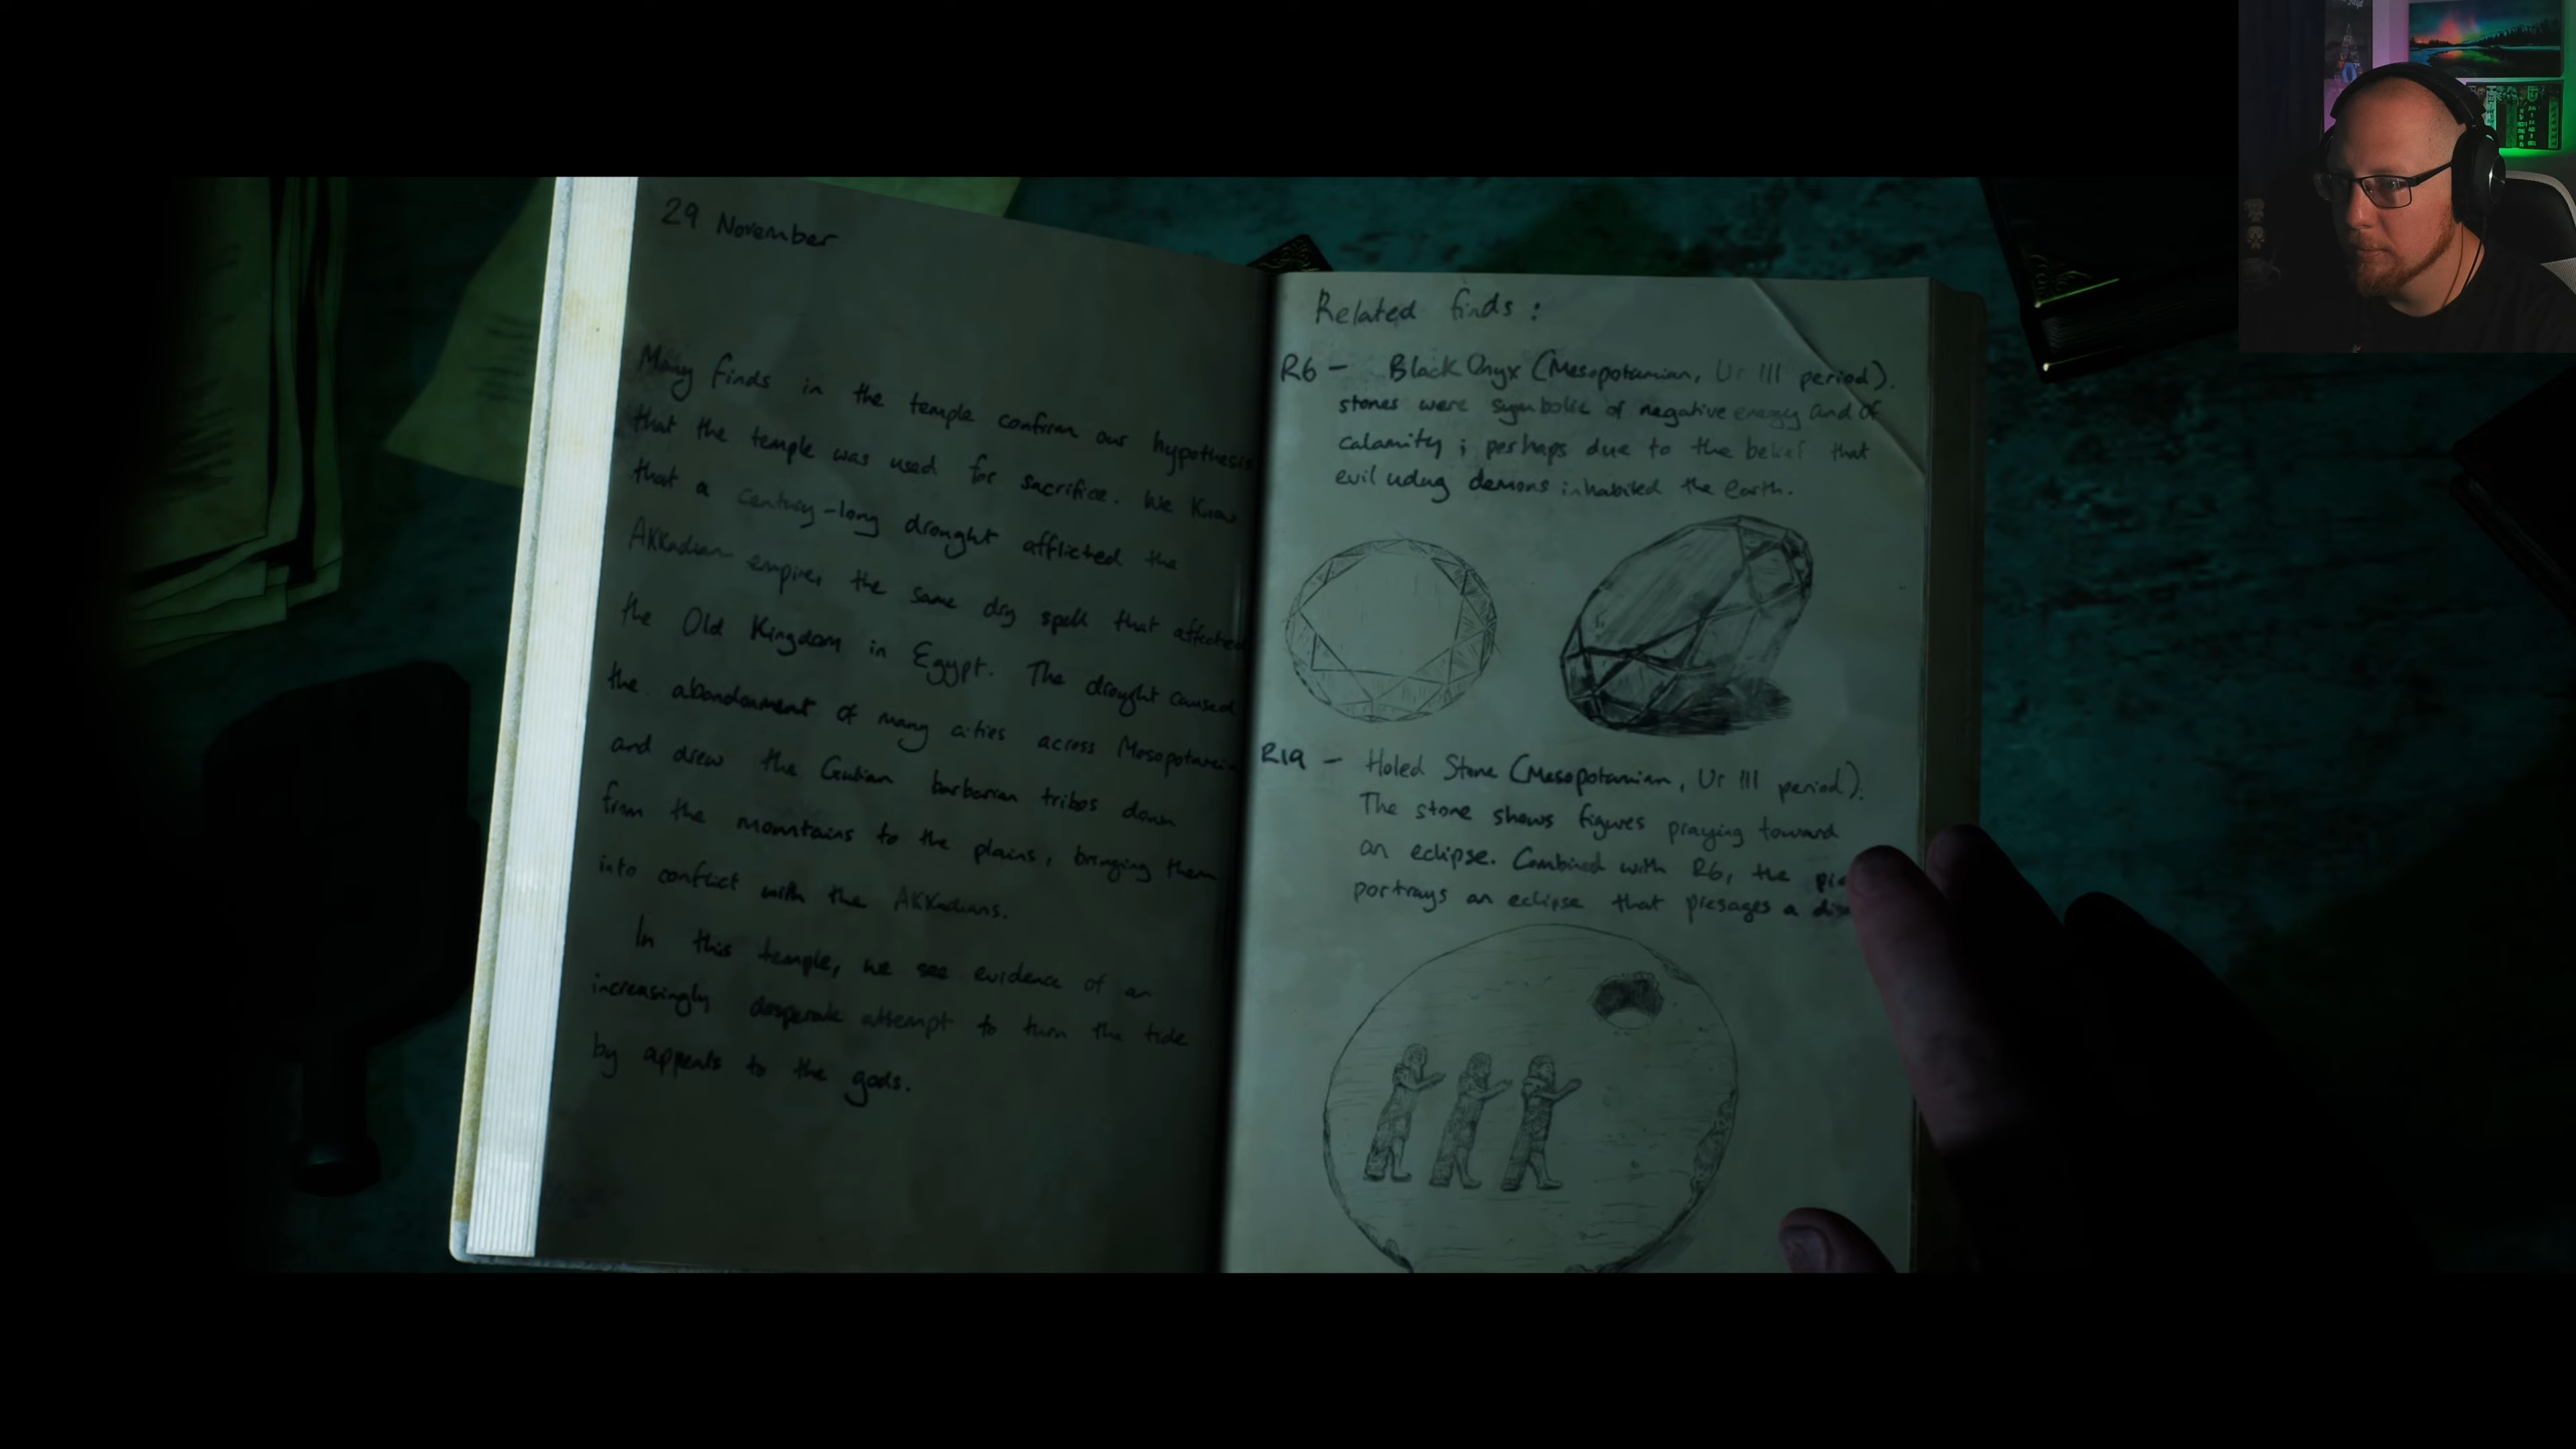 29 November
Many finds in the temple confirm our hypothesis
that the temple was used for sacrifice. We Know
that a century-long drought afflicted the
AKKadian empire, the same dry spell that affected
the Old Kingdom in Egypt. The drought caused
the abandonment of many cities across Mesopotamia
and drew the Gutian barbarian tribes down
from the mountains to the plains, bringing them
into conflict with the AKKadians.
In this temple, we see evidence of an
increasingly desperate attempt to turn the tide
by appeals to the gods.
Related finds:
R6 - Black Onyx (Mesopotamian, Ur III period).
stones were symbolic of negative energy and of
calamity; perhaps due to the belief that
evil udug demons inhabited the earth.
R19 - Holed Stone (Mesopotamian, Ur III period).
The stone shows figures praying toward
an eclipse. Combined with R6, the
portrays an eclipse that presages a